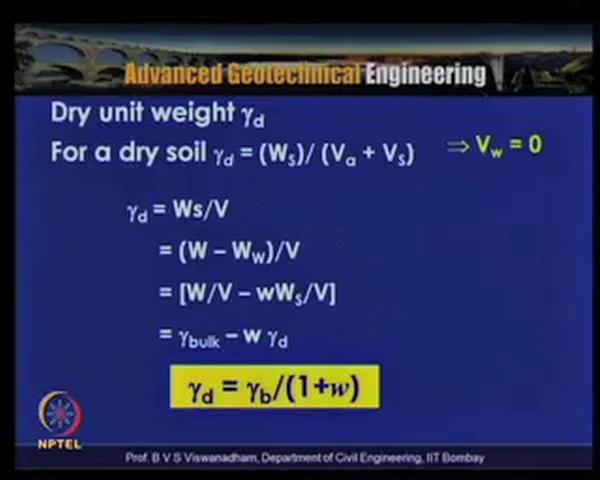 Advanced Geotechnical Engineering
Dry unit weight γd
For a dry soil γd = (Ws)/ (Va + Vs) ⇒ Vw = 0
γd = Ws/V
= (W – Ww)/V
= [W/V – wWs/V]
= γbulk – w γd
γd = γb/(1+w)
NPTEL
Prof. B V S Viswanadham, Department of Civil Engineering, IIT Bombay